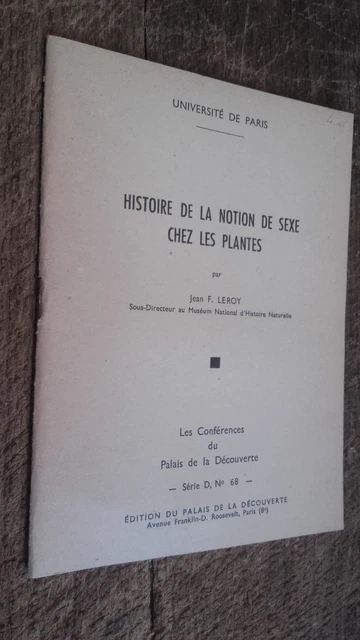 UNIVERSITÉ DE PARIS
HISTOIRE DE LA NOTION DE SEXE
CHEZ LES PLANTES
par
Jean F. LEROY
Sous-Directeur au Muséum National d'Histoire Naturelle
Les Conférences
du
Palais de la Découverte
— Série D, Nº 68 —
ÉDITION DU PALAIS DE LA DÉCOUVERTE
Avenue Franklin-D. Roosevelt, Paris (8ᵉ)